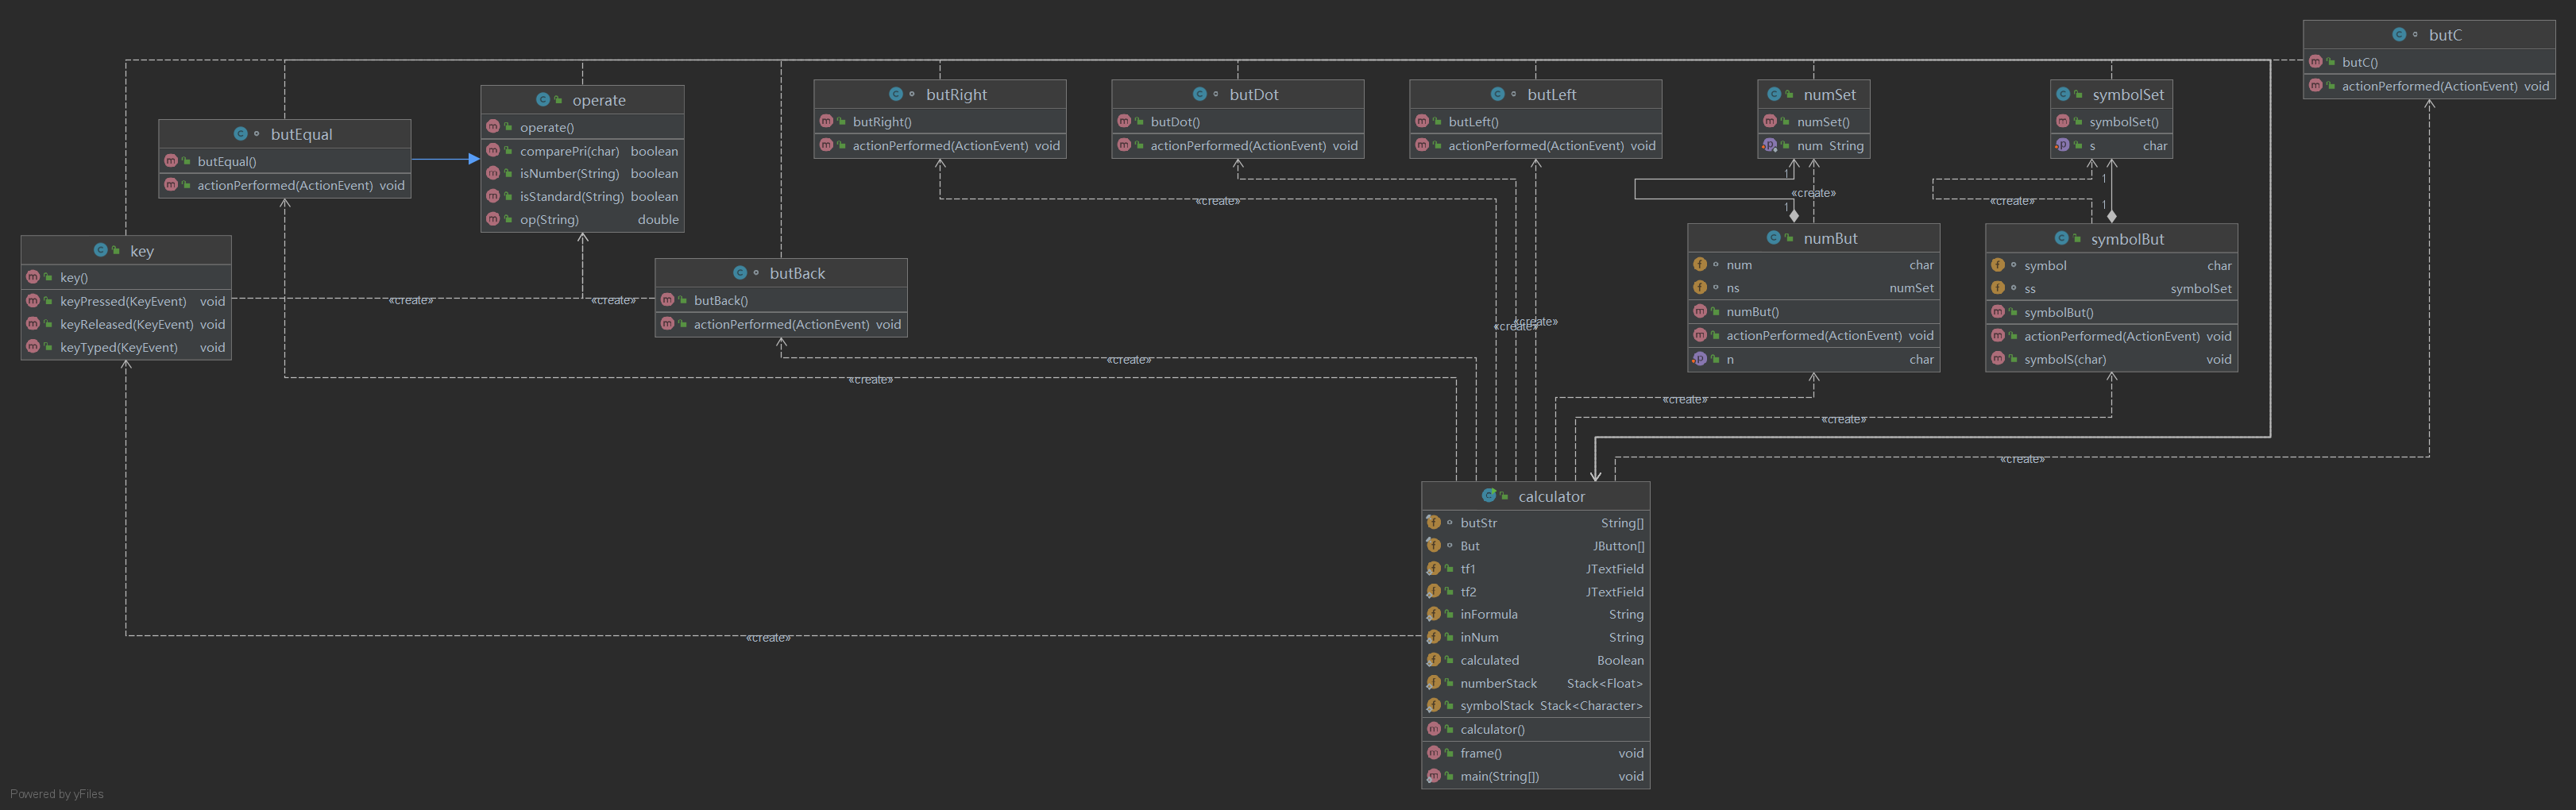 butC
butC()
actionPerformed(ActionEvent) void
butEqual
butEqual()
actionPerformed(ActionEvent) void
operate
operate()
comparePri(char) boolean
isNumber(String) boolean
isStandard(String) boolean
op(String) double
butRight
butRight()
actionPerformed(ActionEvent) void
butDot
butDot()
actionPerformed(ActionEvent) void
butLeft
butLeft()
actionPerformed(ActionEvent) void
numSet
numSet()
num String
symbolSet
symbolSet()
s char
1
«create»
1
1
«create»
1
«create»
key
key()
keyPressed(KeyEvent) void
keyReleased(KeyEvent) void
keyTyped(KeyEvent) void
«create»
«create»
butBack
butBack()
actionPerformed(ActionEvent) void
numBut
num char
ns numSet
numBut()
actionPerformed(ActionEvent) void
n char
symbolBut
symbol char
ss symbolSet
symbolBut()
actionPerformed(ActionEvent) void
symbolS(char) void
«create»
«create»
«create»
«create»
«create»
«create»
«create»
calculator
butStr String[]
But JButton[]
tf1 JTextField
tf2 JTextField
inFormula String
inNum String
calculated Boolean
numberStack Stack<Float>
symbolStack Stack<Character>
calculator()
frame() void
main(String[]) void
«create»
Powered by yFiles